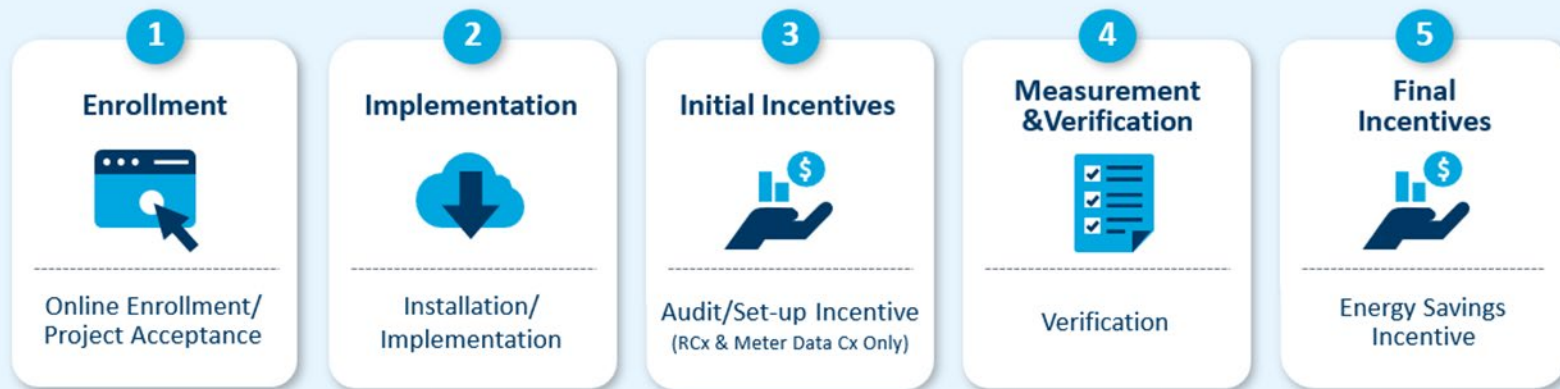 1
Enrollment
Online Enrollment/
Project Acceptance
2
Implementation
Installation/
Implementation
3
Initial Incentives
$
Audit/Set-up Incentive
(RCx & Meter Data Cx Only)
4
Measurement
&Verification
Verification
5
Final
Incentives
$
Energy Savings
Incentive